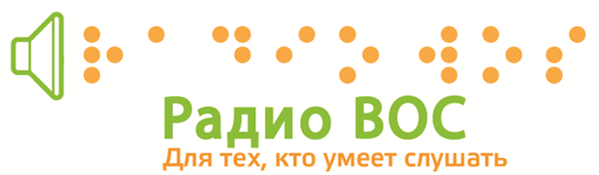 ⠗⠁⠙⠊⠕ ⠺⠕⠎
Радио ВОС
Для тех, кто умеет слушать